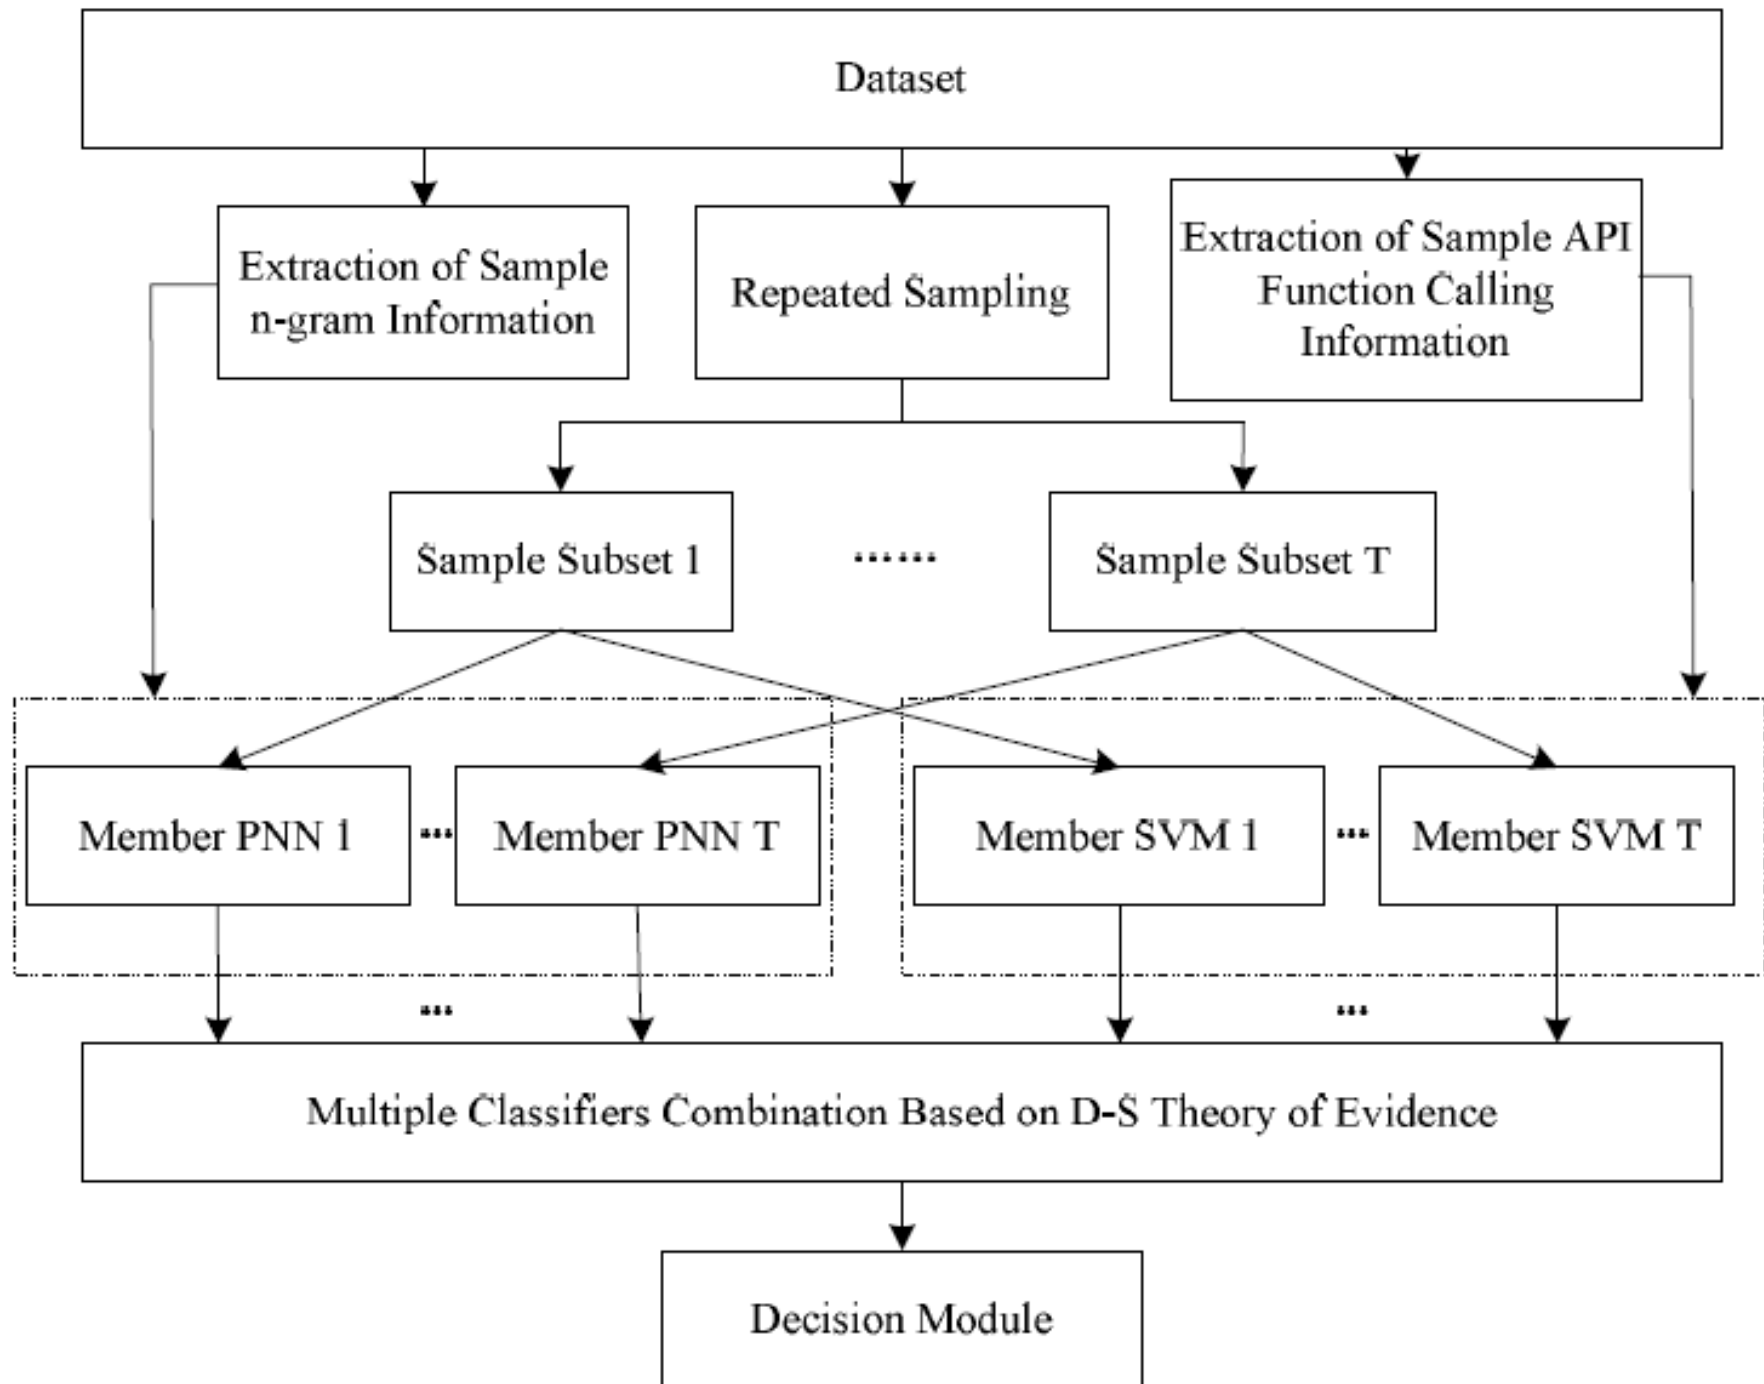 Dataset
Extraction of Sample
n-gram Information
Repeated Sampling
Extraction of Sample API
Function Calling
Information
Sample Subset 1
......
Sample Subset T
Member PNN 1
...
Member PNN T
Member SVM 1
...
Member SVM T
...
...
Multiple Classifiers Combination Based on D-S Theory of Evidence
Decision Module